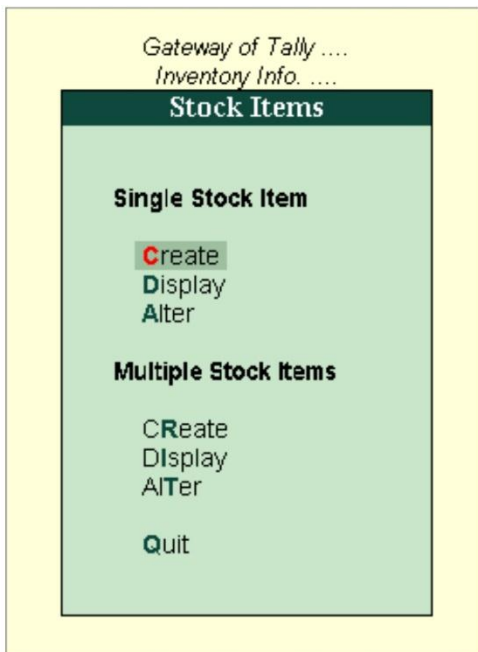 Gateway of Tally ....
Inventory Info. ....
Stock Items
Single Stock Item
Create
Display
Alter
Multiple Stock Items
CReate
DIsplay
AlTer
Quit